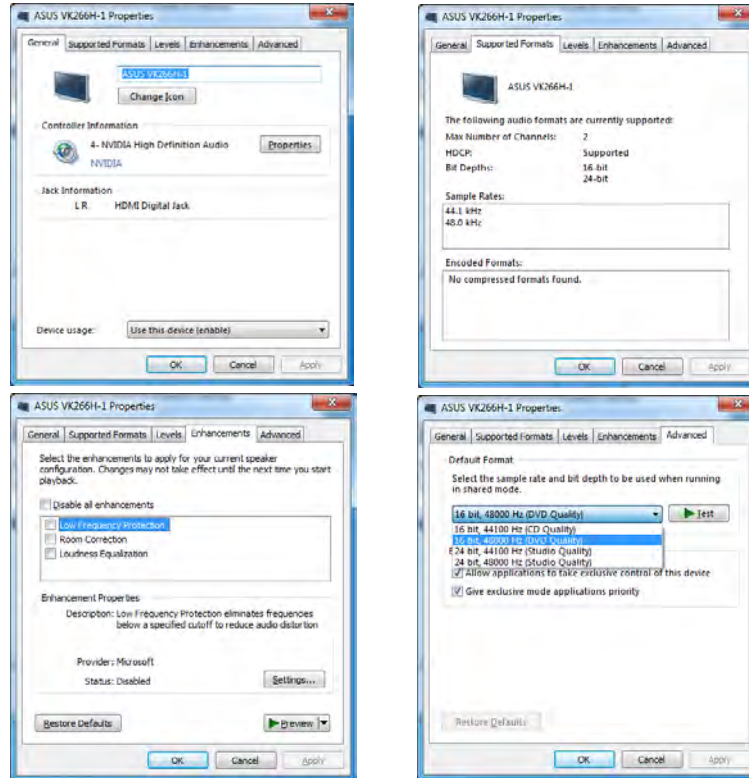 ASUS VK266H-1 Properties
General Supported Formats Levels Enhancements Advanced
ASUS VK266H-1
Change Icon
Controller Information
4- NVIDIA High Definition Audio Properties
NVIDIA
Jack Information
L R HDMI Digital Jack
Device usage: Use this device (enable)
OK Cancel Apply
ASUS VK266H-1 Properties
General Supported Formats Levels Enhancements Advanced
ASUS VK266H-1
The following audio formats are currently supported:
Max Number of Channels: 2
HDCP: Supported
Bit Depths: 16-bit
24-bit
Sample Rates:
44.1 kHz
48.0 kHz
Encoded Formats:
No compressed formats found.
OK Cancel Apply
ASUS VK266H-1 Properties
General Supported Formats Levels Enhancements Advanced
Select the enhancements to apply for your current speaker
configuration. Changes may not take effect until the next time you start
playback.
Disable all enhancements
Low Frequency Protection
Room Correction
Loudness Equalization
Enhancement Properties
Description: Low Frequency Protection eliminates frequencies
below a specified cutoff to reduce audio distortion
Provider: Microsoft
Status: Disabled Settings...
Restore Defaults Preview
OK Cancel Apply
ASUS VK266H-1 Properties
General Supported Formats Levels Enhancements Advanced
Default Format
Select the sample rate and bit depth to be used when running
in shared mode.
16 bit, 48000 Hz (DVD Quality) Test
16 bit, 44100 Hz (CD Quality)
16 bit, 48000 Hz (DVD Quality)
E 24 bit, 44100 Hz (Studio Quality)
24 bit, 48000 Hz (Studio Quality)
Allow applications to take exclusive control of this device
Give exclusive mode applications priority
Restore Defaults
OK Cancel Apply